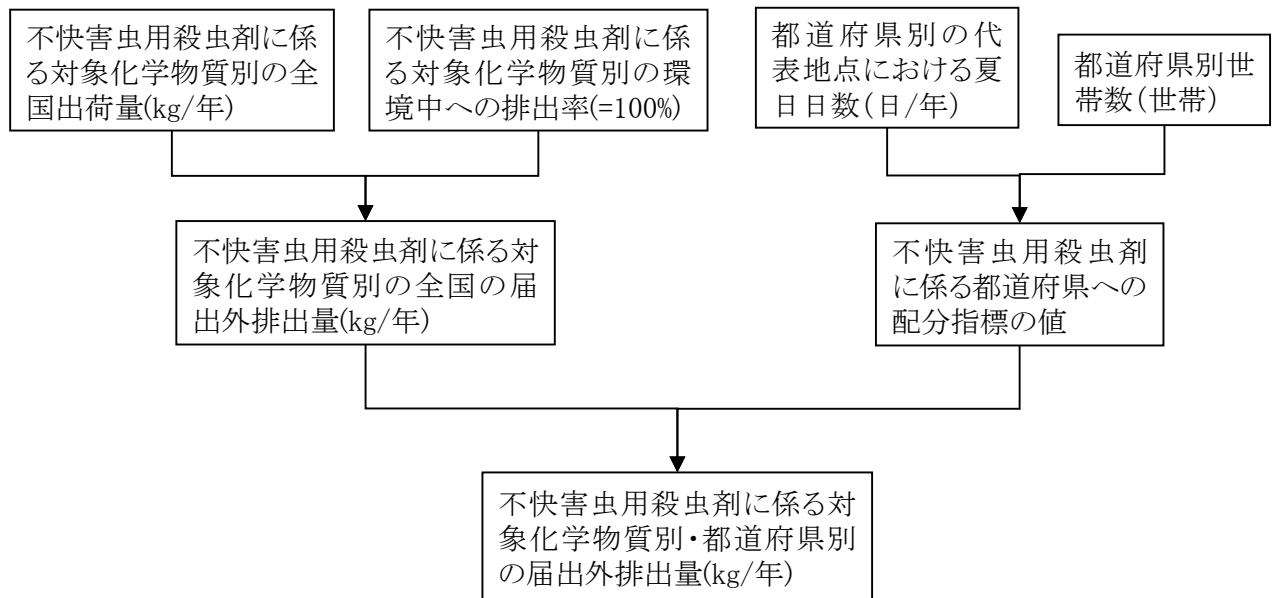 不快害虫用殺虫剤に係
る対象化学物質別の全
国出荷量(kg/年)
不快害虫用殺虫剤に係
る対象化学物質別の環
境中への排出率(=100%)
都道府県別の代
表地点における夏
日日数(日/年)
都道府県別世
帯数(世帯)
不快害虫用殺虫剤に係る対
象化学物質別の全国の届
出外排出量(kg/年)
不快害虫用殺虫剤
に係る都道府県への
配分指標の値
不快害虫用殺虫剤に係る対
象化学物質別・都道府県別
の届出外排出量(kg/年)